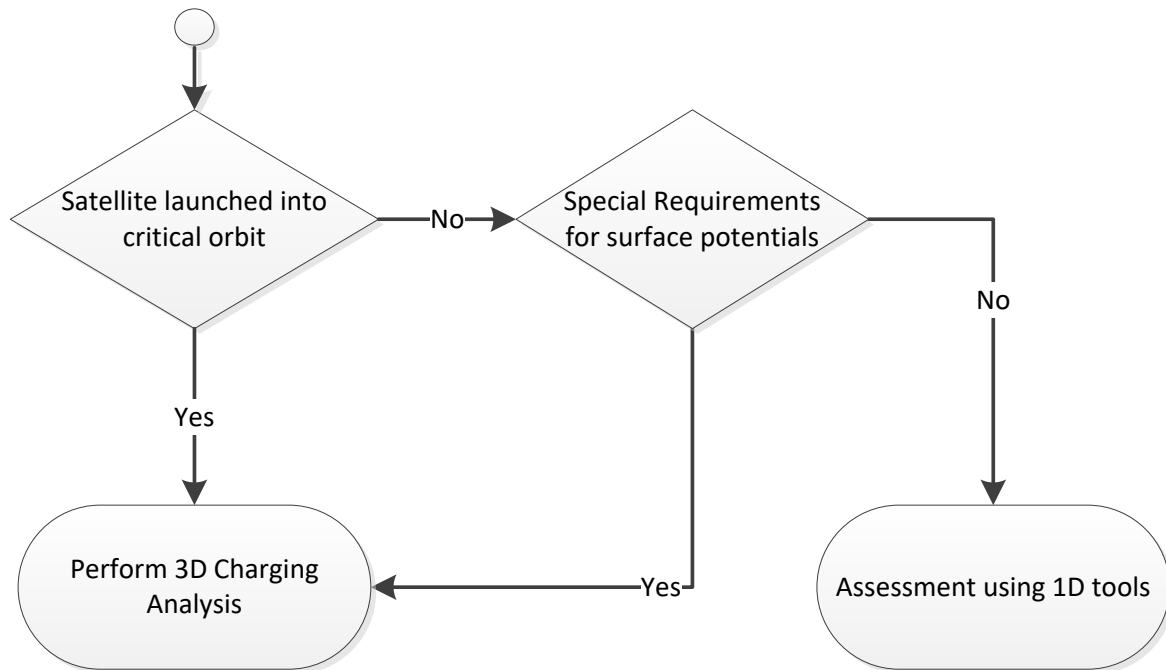 Satellite launched into
critical orbit
No
Special Requirements
for surface potentials
No
Yes
Perform 3D Charging
Analysis
Yes
Assessment using 1D tools